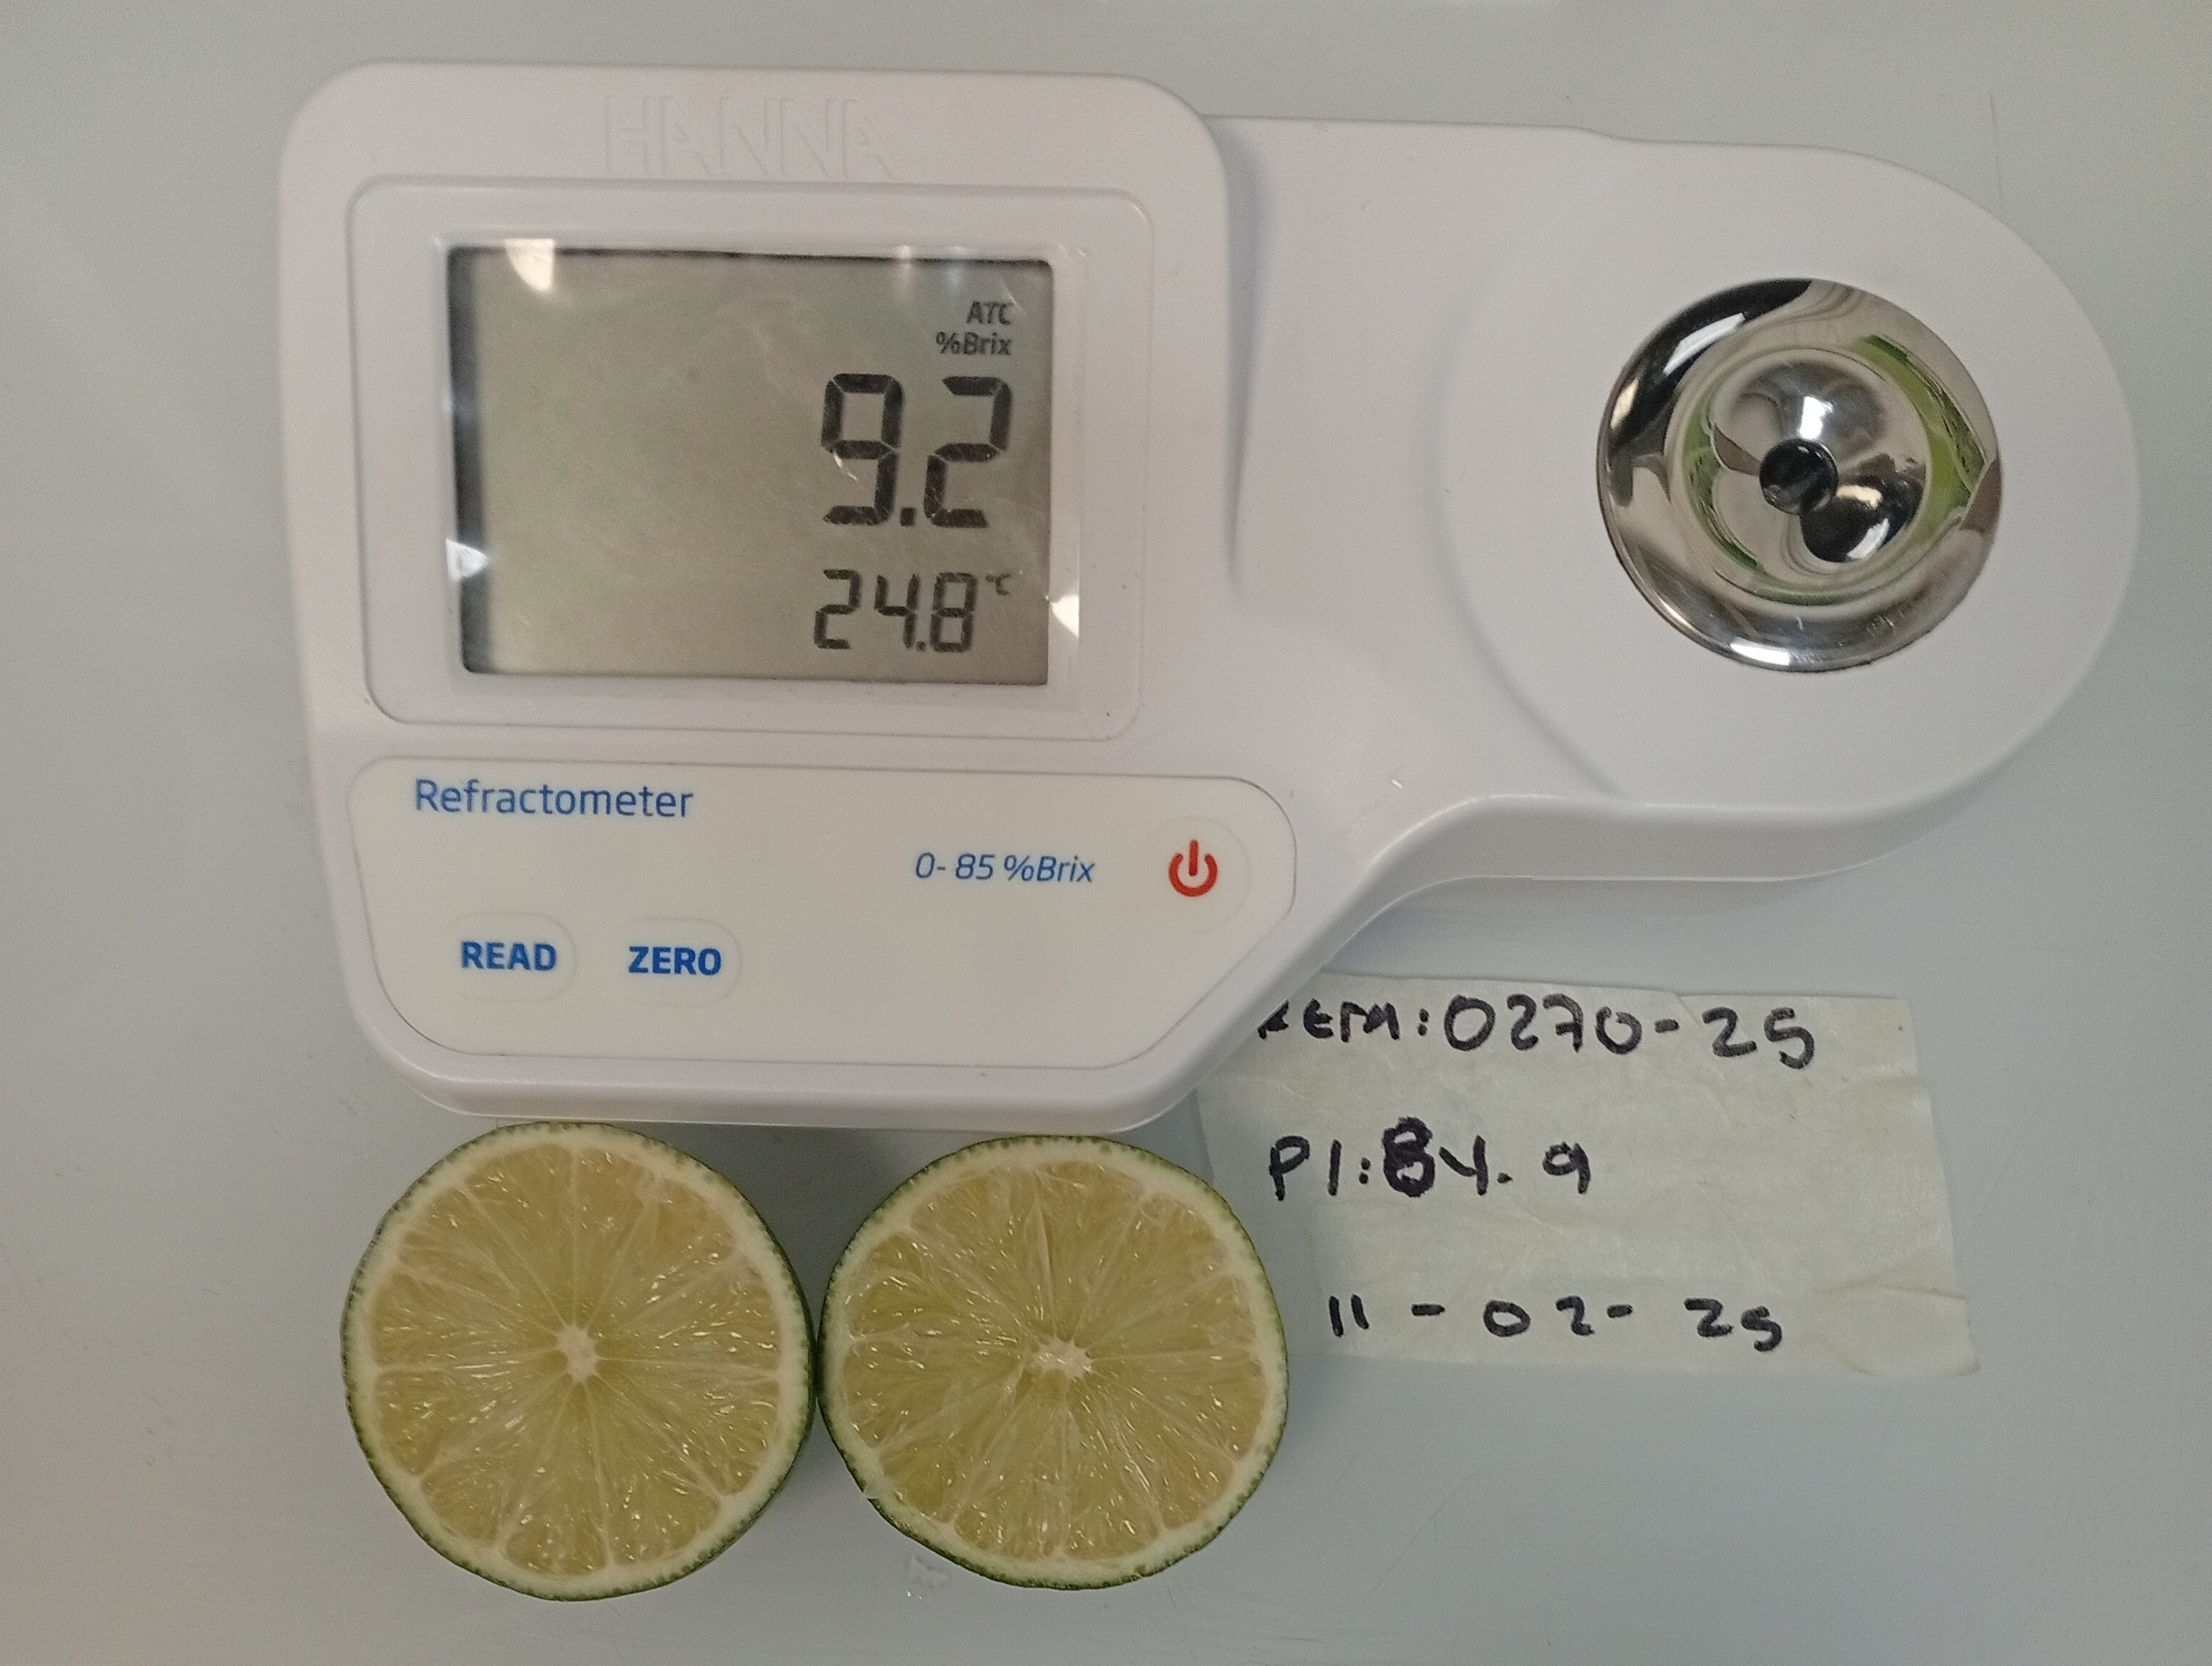 HANNA
ATC
%Brix
9.2
24.8 °C
Refractometer
0-85 %Brix
READ ZERO
REM:0270-25
P1:84.9
11-02-25